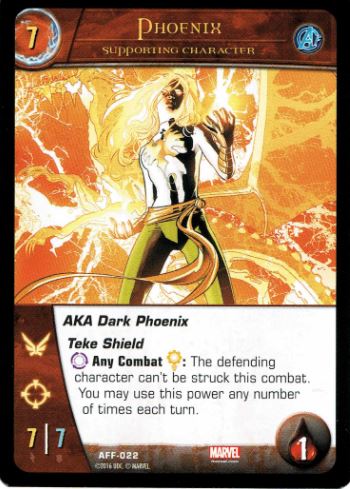 7
PHOENIX
SUPPORTING CHARACTER
AKA Dark Phoenix
Teke Shield
Any Combat : The defending
character can't be struck this combat.
You may use this power any number
of times each turn.
7 | 7
AFF-022
©2016 UDC. © MARVEL
MARVEL
1